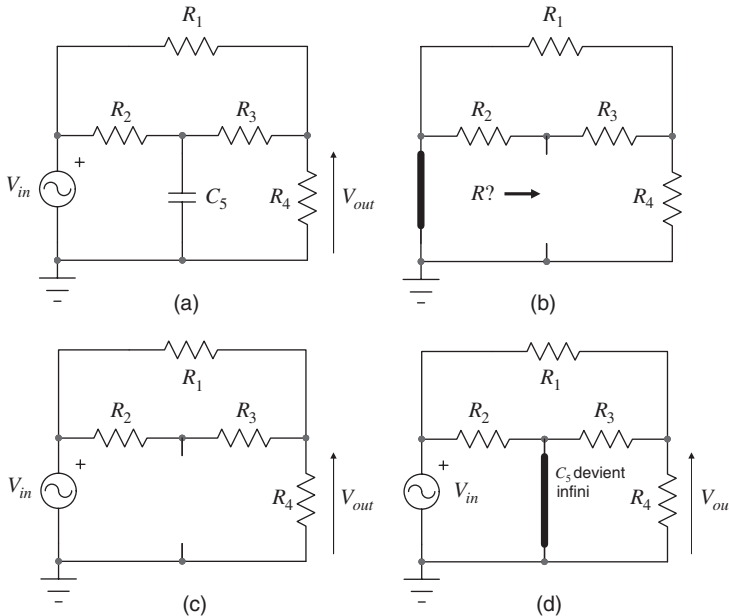 R1
R2
R3
+
Vin
C5
R4
Vout
(a)
R1
R2
R3
R?
R4
(b)
R1
R2
R3
+
Vin
R4
Vout
(c)
R1
R2
R3
+
Vin
C5 devient
infini
R4
Vou
(d)